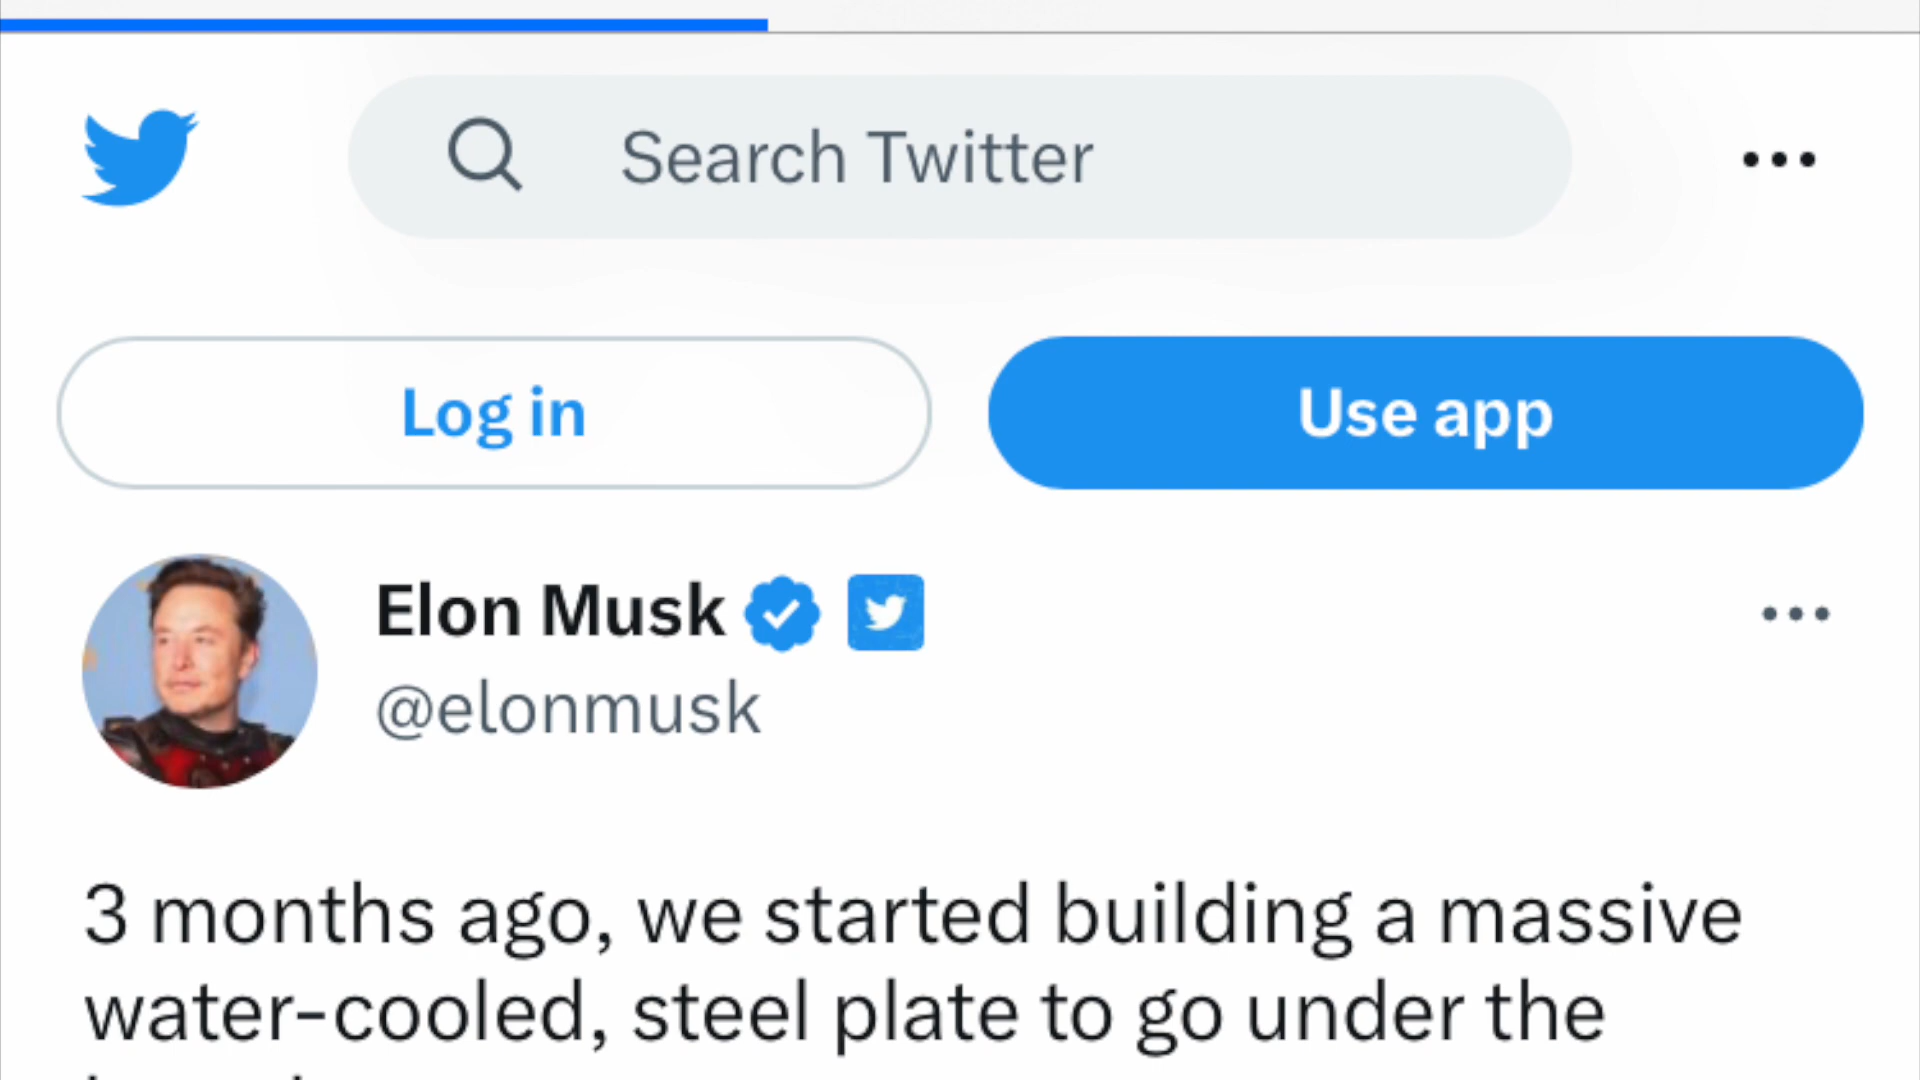 Search Twitter
Log in
Use app
Elon Musk
@elonmusk
3 months ago, we started building a massive
water-cooled, steel plate to go under the